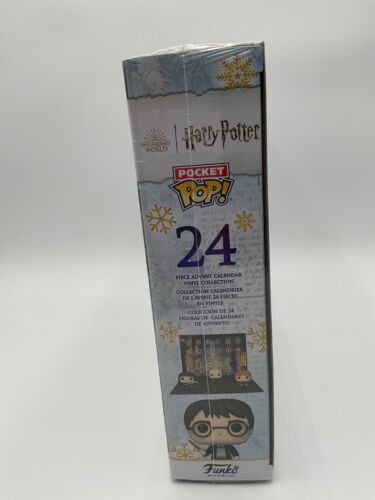 WIZARDING
WORLD
Harry Potter
POCKET
POP!
24
PIECE ADVENT CALENDAR
VINYL COLLECTION
COLLECTION CALENDRIER
DE L'AVENT 24 PIÈCES
EN VINYLE
COLECCIÓN DE 24
FIGURAS DE CALENDARIO
DE ADVIENTO
Funko